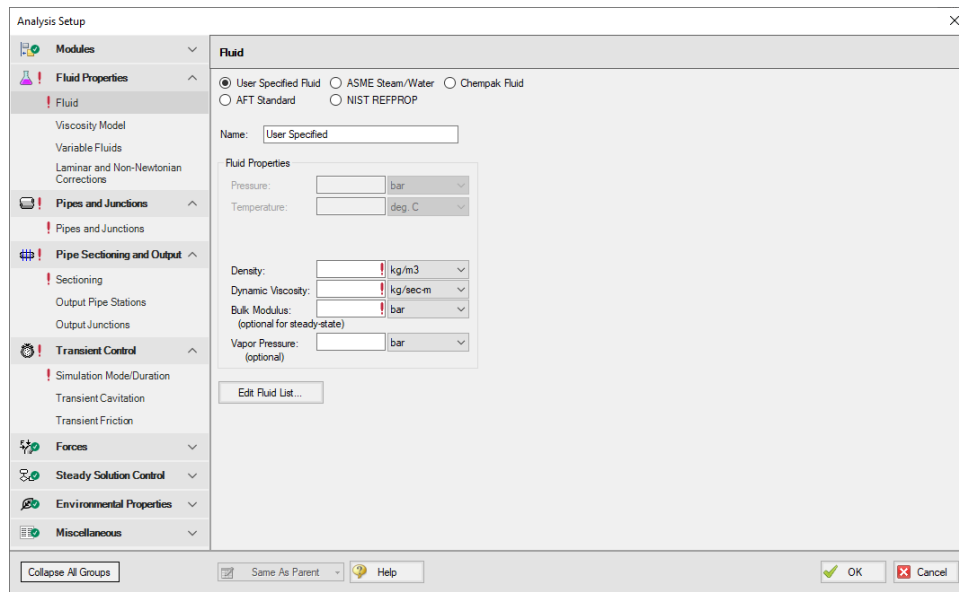 Analysis Setup
Modules
Fluid Properties
Fluid
Viscosity Model
Variable Fluids
Laminar and Non-Newtonian
Corrections
Pipes and Junctions
Pipes and Junctions
Pipe Sectioning and Output
Sectioning
Output Pipe Stations
Output Junctions
Transient Control
Simulation Mode/Duration
Transient Cavitation
Transient Friction
Forces
Steady Solution Control
Environmental Properties
Miscellaneous
Collapse All Groups
Fluid
User Specified Fluid ASME Steam/Water Chempak Fluid
AFT Standard NIST REFPROP
Name: User Specified
Fluid Properties
Pressure: bar
Temperature: deg. C
Density: kg/m3
Dynamic Viscosity: kg/sec-m
Bulk Modulus: bar
(optional for steady-state)
Vapor Pressure: bar
(optional)
Edit Fluid List...
Same As Parent Help OK Cancel